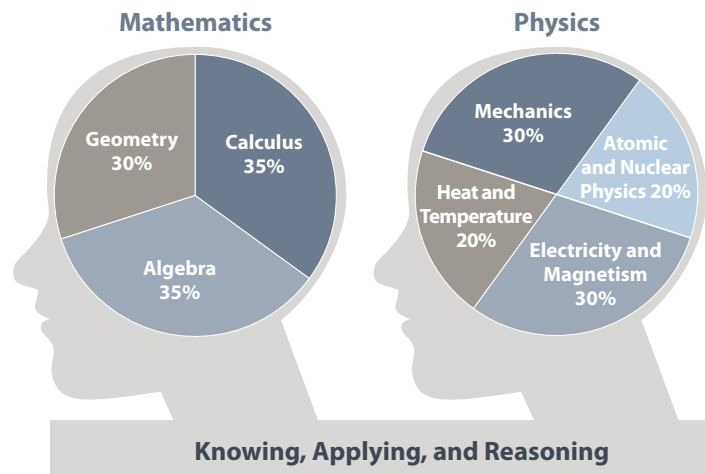 Mathematics
Geometry
30%
Calculus
35%
Algebra
35%
Physics
Mechanics
30%
Atomic
and Nuclear
Physics 20%
Heat and
Temperature
20%
Electricity and
Magnetism
30%
Knowing, Applying, and Reasoning